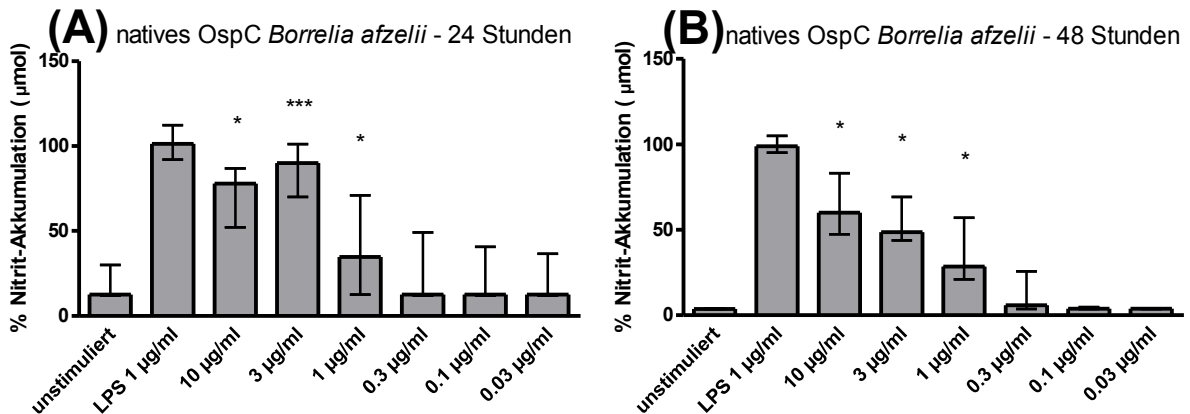 (A) natives OspC Borrelia afzelii - 24 Stunden
% Nitrit-Akkumulation ( µmol)
150
100
50
0
*
***
*
unstimuliert
LPS 1 µg/ml
10 µg/ml
3 µg/ml
1 µg/ml
0.3 µg/ml
0.1 µg/ml
0.03 µg/ml
(B) natives OspC Borrelia afzelii - 48 Stunden
% Nitrit-Akkumulation ( µmol)
150
100
50
0
*
*
*
unstimuliert
LPS 1 µg/ml
10 µg/ml
3 µg/ml
1 µg/ml
0.3 µg/ml
0.1 µg/ml
0.03 µg/ml